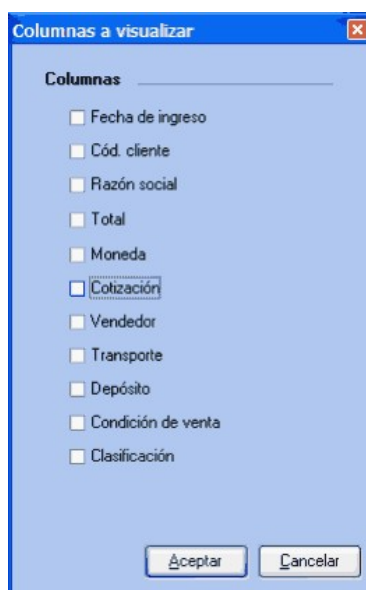 Columnas a visualizar
Columnas
Fecha de ingreso
Cód. cliente
Razón social
Total
Moneda
Cotización
Vendedor
Transporte
Depósito
Condición de venta
Clasificación
Aceptar Cancelar